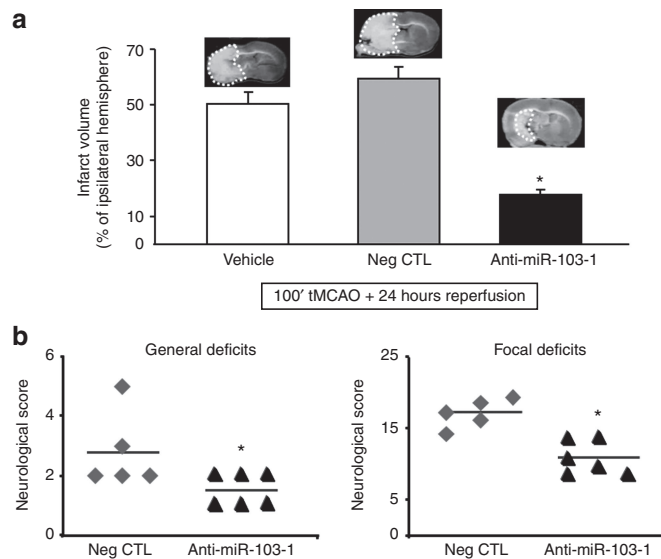 a
Infarct volume
(% of ipsilateral hemisphere)
70
50
30
10
0
*
Vehicle
Neg CTL
Anti-miR-103-1
100′ tMCAO + 24 hours reperfusion
b
General deficits
Neurological score
6
4
2
0
*
Neg CTL
Anti-miR-103-1
Focal deficits
Neurological score
25
15
5
0
*
Neg CTL
Anti-miR-103-1